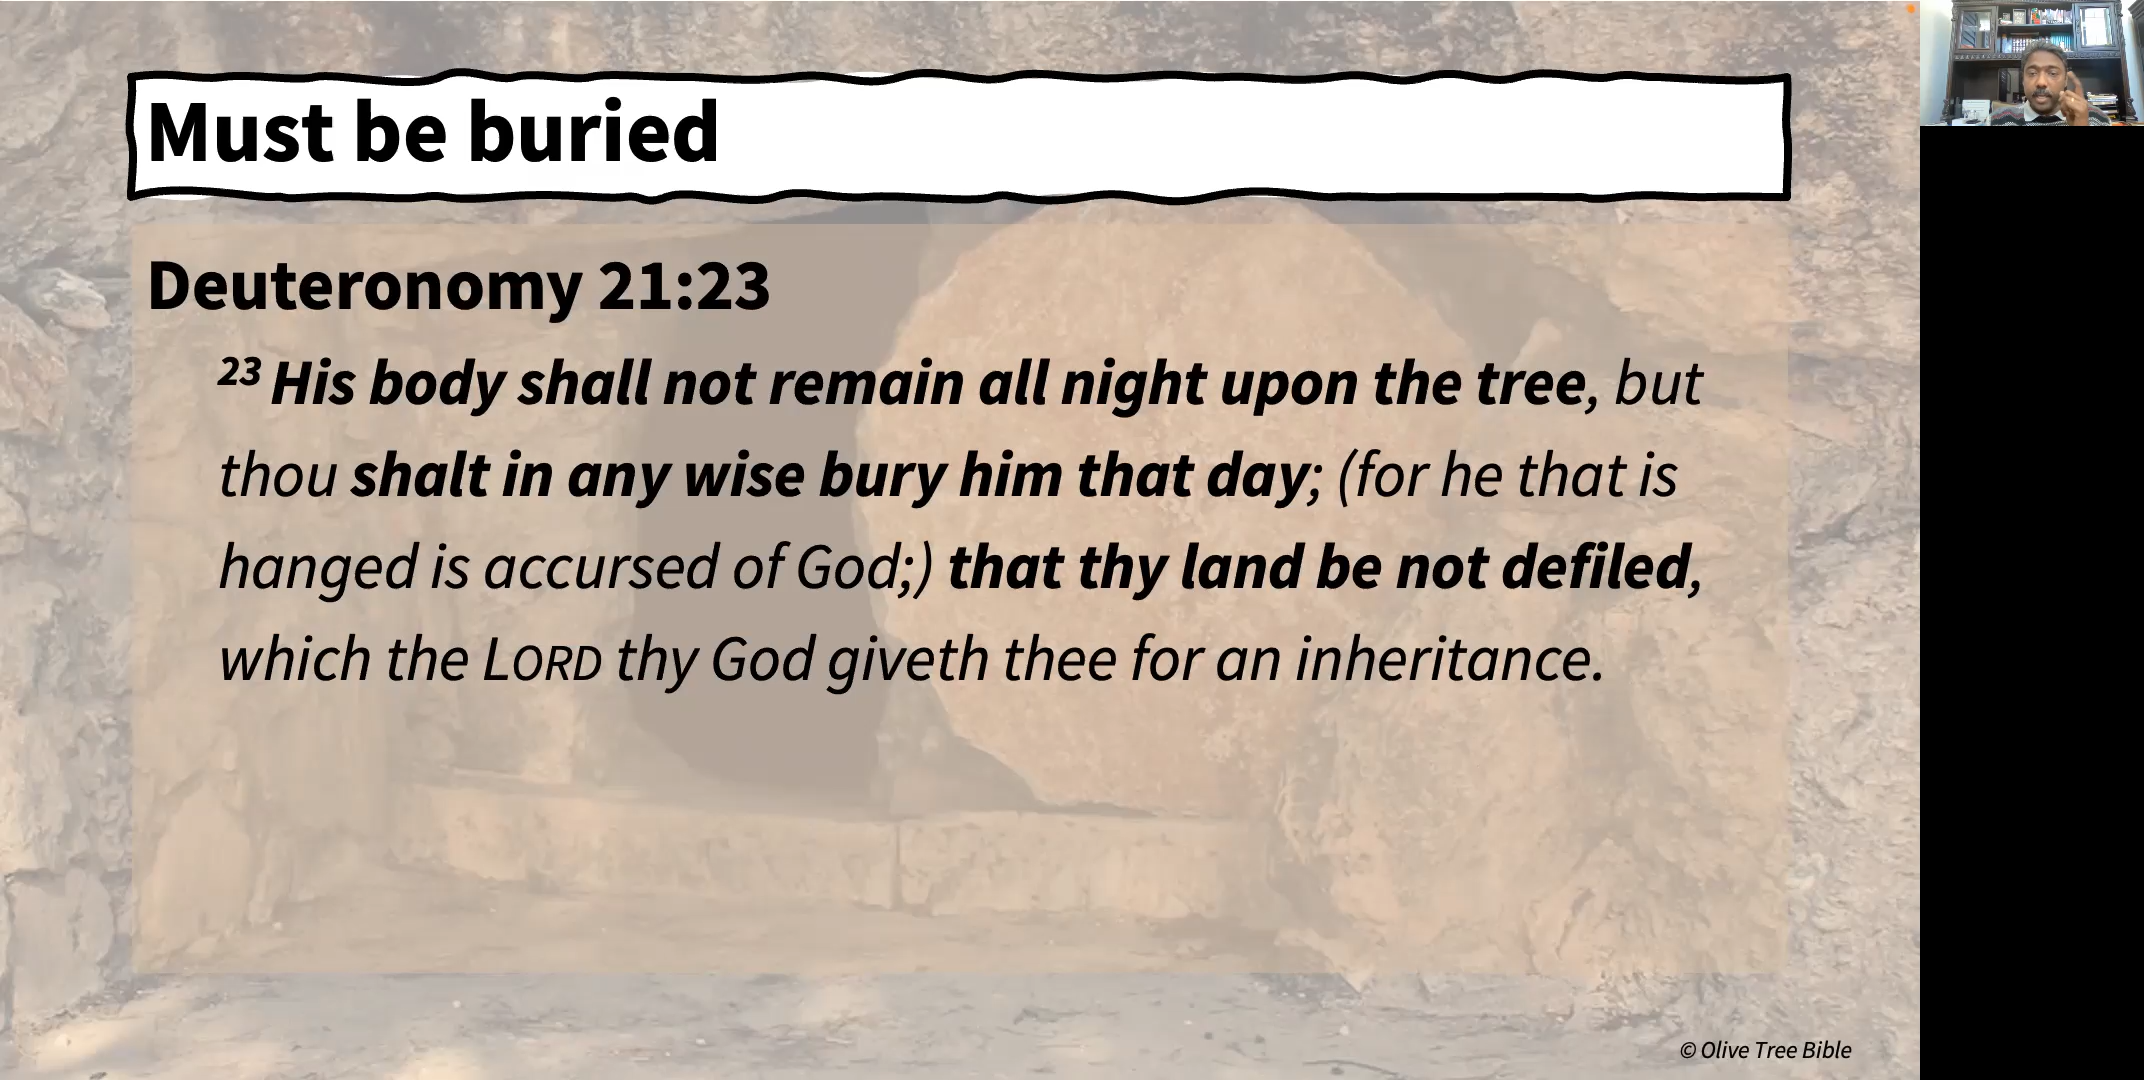 Must be buried
Deuteronomy 21:23
23 His body shall not remain all night upon the tree, but
thou shalt in any wise bury him that day; (for he that is
hanged is accursed of God;) that thy land be not defiled,
which the LORD thy God giveth thee for an inheritance.
© Olive Tree Bible